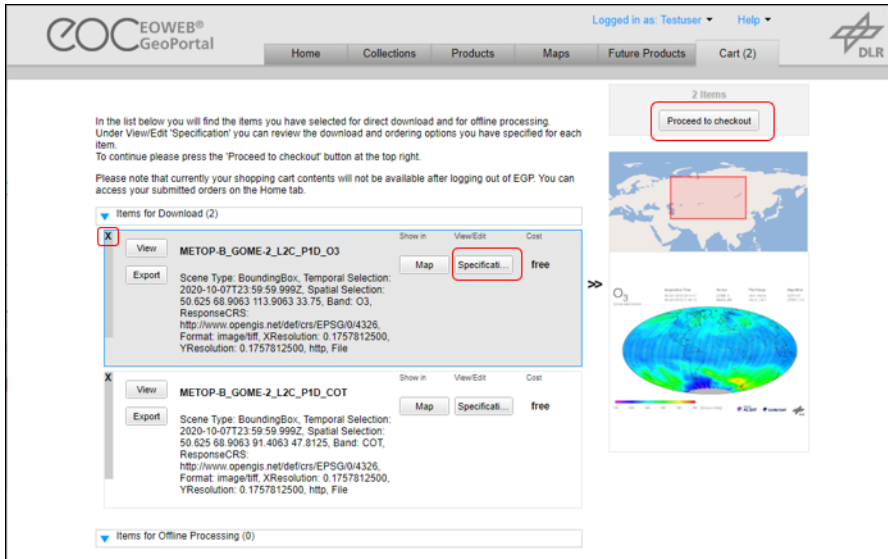 EOC EOWEB®
GeoPortal
Logged in as: Testuser Help
DLR
Home Collections Products Maps Future Products Cart (2)
2 Items
Proceed to checkout
In the list below you will find the items you have selected for direct download and for offline processing.
Under View/Edit 'Specification' you can review the download and ordering options you have specified for each
item.
To continue please press the 'Proceed to checkout' button at the top right.
Please note that currently your shopping cart contents will not be available after logging out of EGP. You can
access your submitted orders on the Home tab.
Items for Download (2)
X
View
Export
METOP-B_GOME-2_L2C_P1D_O3
Scene Type: BoundingBox, Temporal Selection:
2020-10-07T23:59:59.999Z, Spatial Selection:
50.625 68.9063 113.9063 33.75, Band: O3,
ResponseCRS:
http://www.opengis.net/def/crs/EPSG/0/4326,
Format: image/tiff, XResolution: 0.1757812500,
YResolution: 0.1757812500, http, File
Show in View/Edit Cost
Map Specificati... free
>>
O3
X
View
Export
METOP-B_GOME-2_L2C_P1D_COT
Scene Type: BoundingBox, Temporal Selection:
2020-10-07T23:59:59.999Z, Spatial Selection:
50.625 68.9063 91.4063 47.8125, Band: COT,
ResponseCRS:
http://www.opengis.net/def/crs/EPSG/0/4326,
Format: image/tiff, XResolution: 0.1757812500,
YResolution: 0.1757812500, http, File
Show in View/Edit Cost
Map Specificati... free
Items for Offline Processing (0)